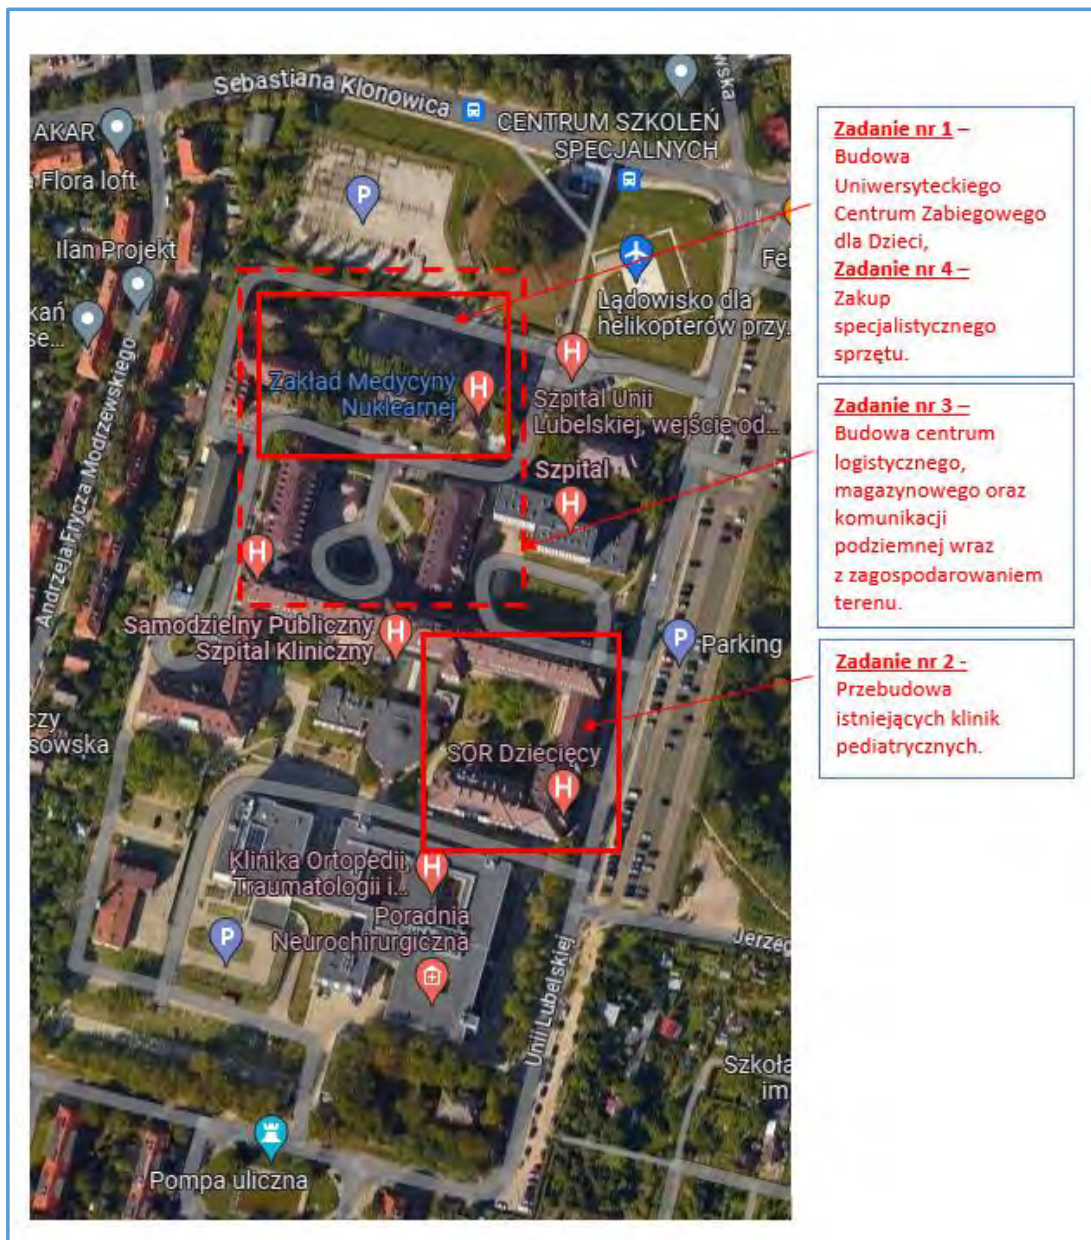 Sebastiana Klonowica
CENTRUM SZKOLEŃ
SPECJALNYCH
AKAR
Flora loft
P
Ilan Projekt
Lądowisko dla
helikopterów przy...
Zakład Medycyny
Nuklearnej
H
H
Szpital Unii
Lubelskiej, wejście od...
Szpital
H
Andrzeja Frycza Modrzewskiego
H
Samodzielny Publiczny
Szpital Kliniczny
H
P
Parking
SOR Dziecięcy
H
Klinika Ortopedii,
Traumatologii i...
H
Poradnia
Neurochirurgiczna
P
Unii Lubelskiej
Pompa uliczna
Zadanie nr 1 –
Budowa
Uniwersyteckiego
Centrum Zabiegowego
dla Dzieci,
Zadanie nr 4 –
Zakup
specjalistycznego
sprzętu.
Zadanie nr 3 –
Budowa centrum
logistycznego,
magazynowego oraz
komunikacji
podziemnej wraz
z zagospodarowaniem
terenu.
Zadanie nr 2 -
Przebudowa
istniejących klinik
pediatrycznych.